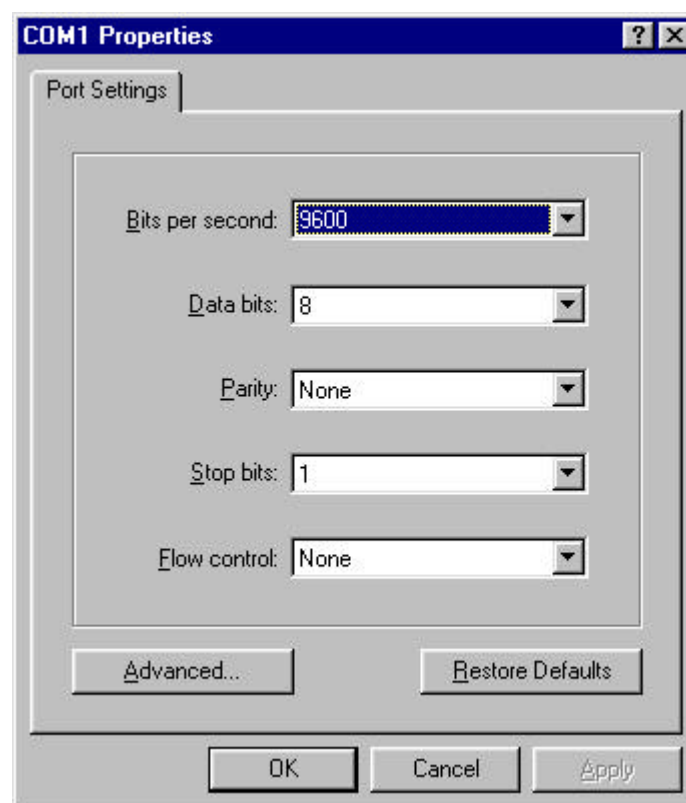 COM1 Properties
Port Settings
Bits per second: 9600
Data bits: 8
Parity: None
Stop bits: 1
Flow control: None
Advanced... Restore Defaults
OK Cancel Apply